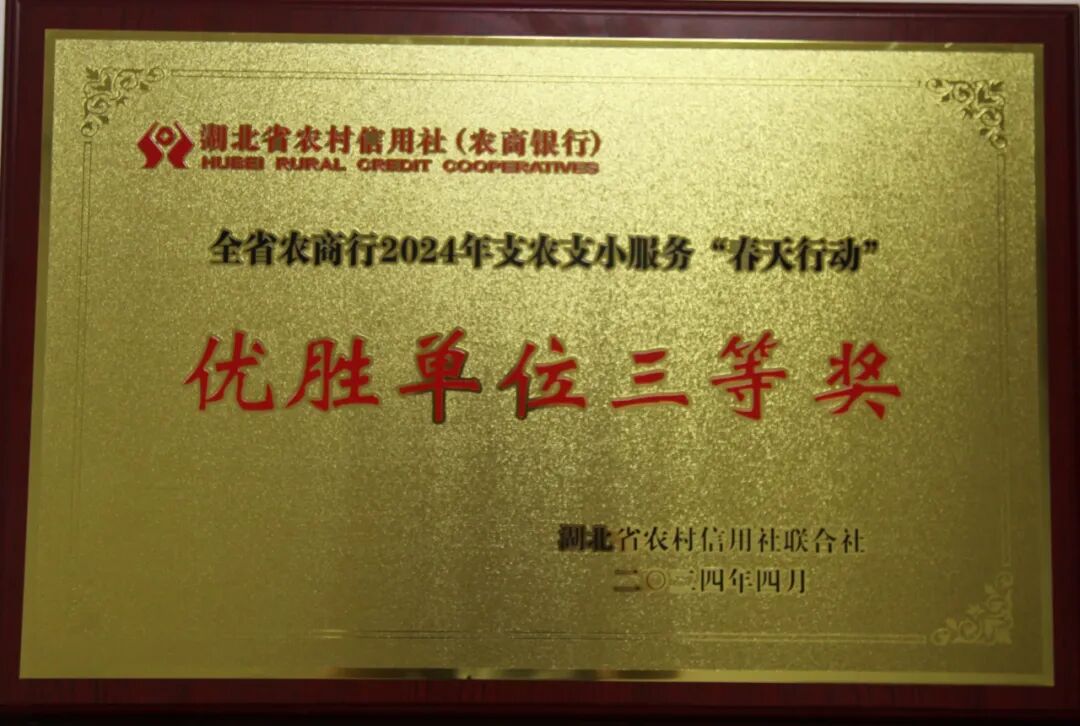 湖北省农村信用社(农商银行)
HUBEI RURAL CREDIT COOPERATIVES
全省农商行2024年支农支小服务“春天行动”
优胜单位三等奖
湖北省农村信用社联合社
二〇二四年四月